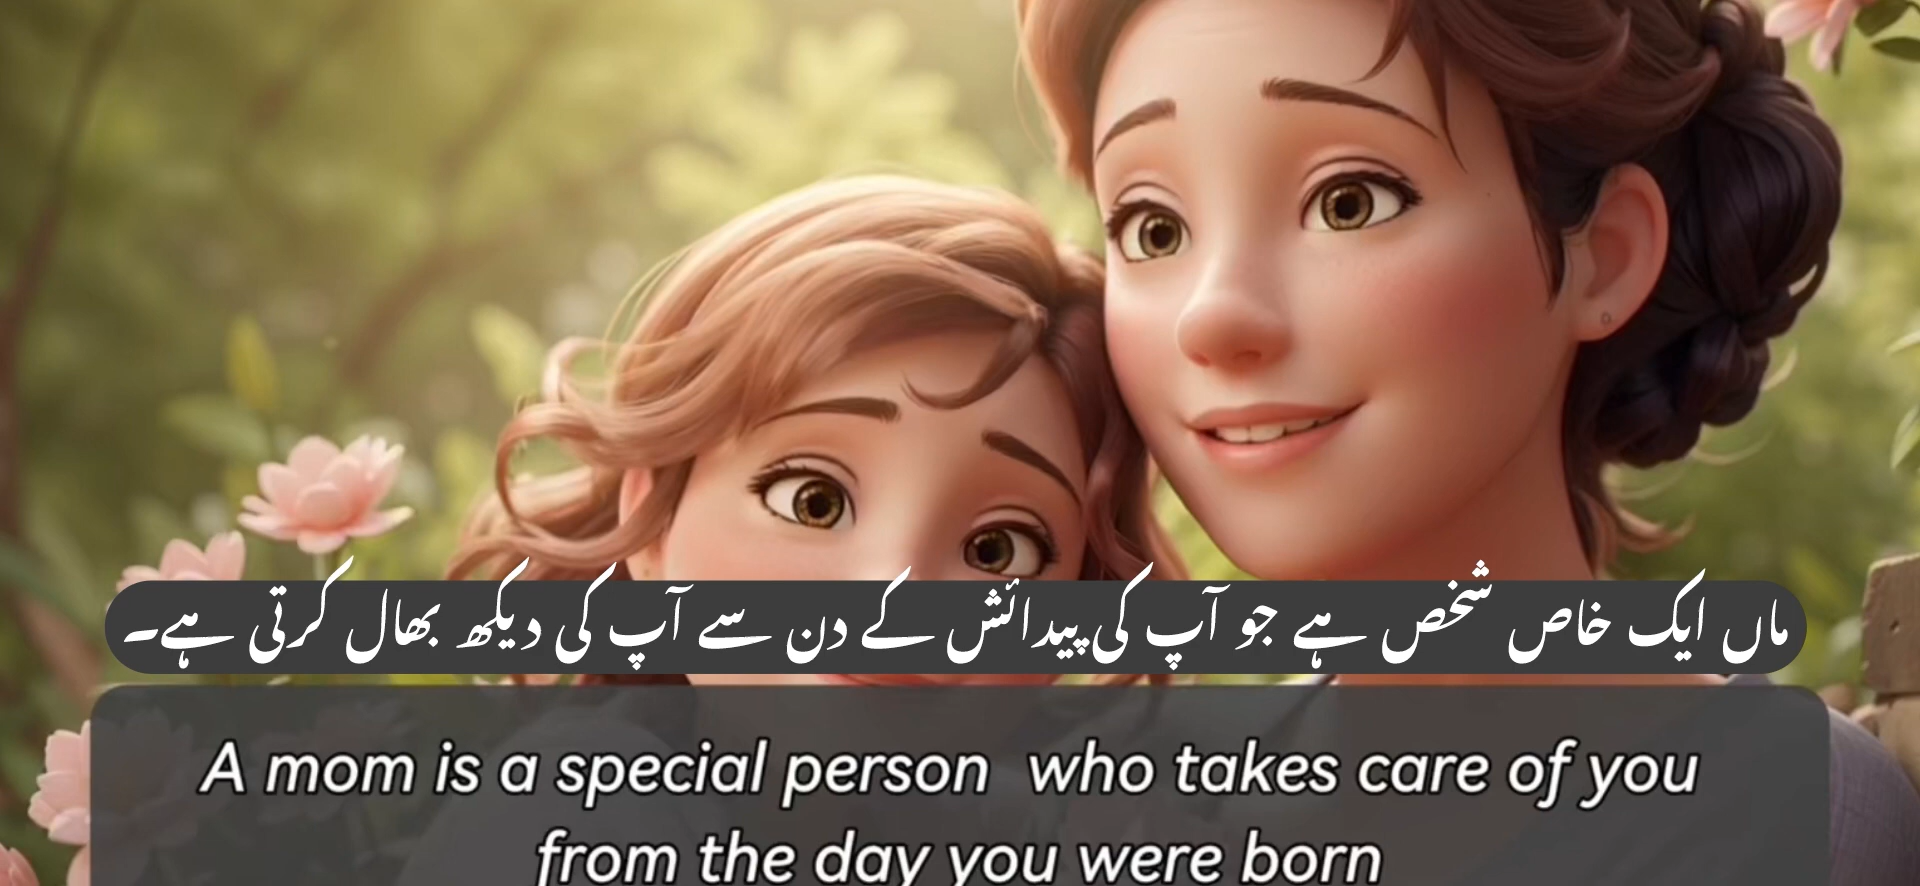 ماں ایک خاص شخص ہے جو آپ کی پیدائش کے دن سے آپ کی دیکھ بھال کرتی ہے۔
A mom is a special person who takes care of you
from the day you were born